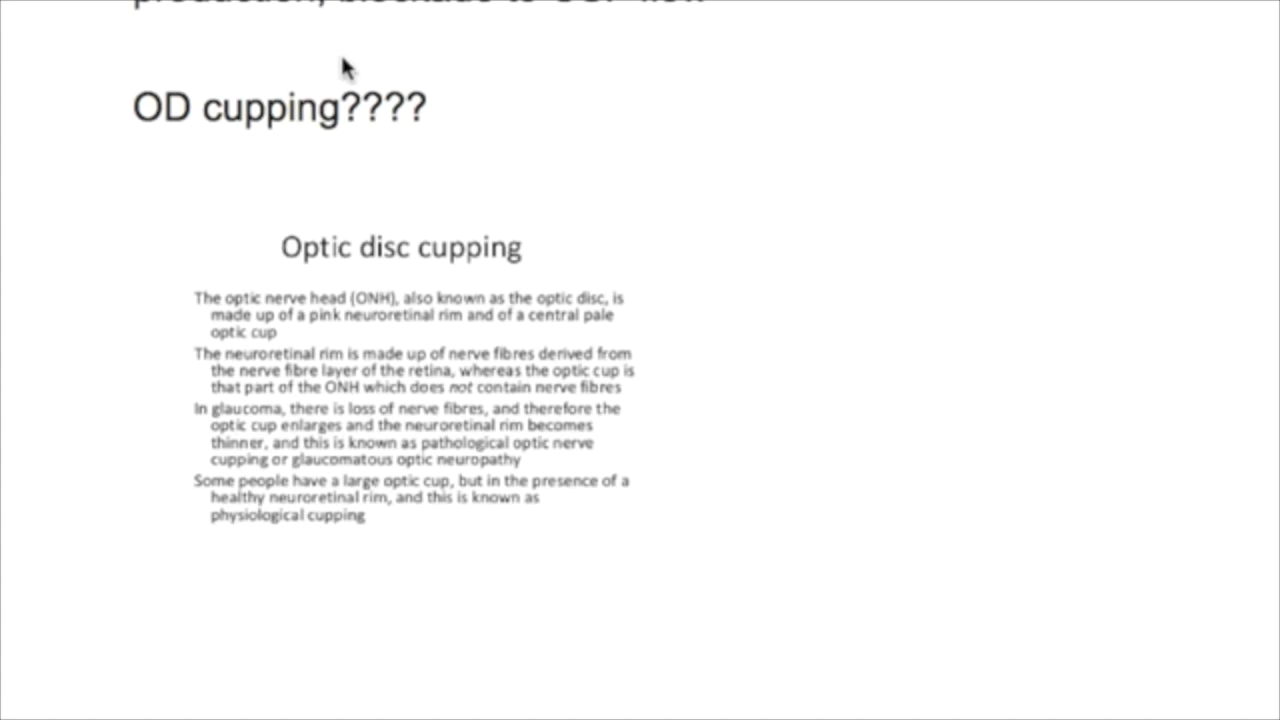 OD cupping????
Optic disc cupping
The optic nerve head (ONH), also known as the optic disc, is
made up of a pink neuroretinal rim and of a central pale
optic cup
The neuroretinal rim is made up of nerve fibres derived from
the nerve fibre layer of the retina, whereas the optic cup is
that part of the ONH which does not contain nerve fibres
In glaucoma, there is loss of nerve fibres, and therefore the
optic cup enlarges and the neuroretinal rim becomes
thinner, and this is known as pathological optic nerve
cupping or glaucomatous optic neuropathy
Some people have a large optic cup, but in the presence of a
healthy neuroretinal rim, and this is known as
physiological cupping